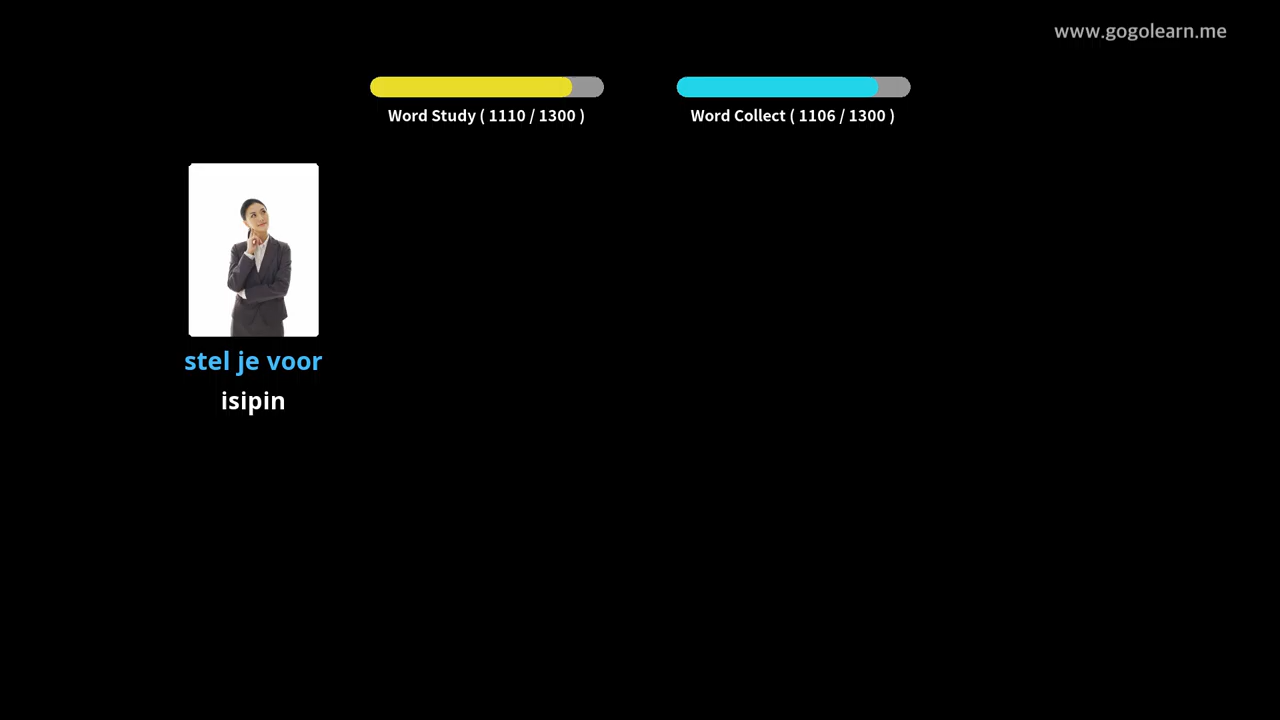 www.gogolearn.me
Word Study ( 1110 / 1300 )
Word Collect ( 1106 / 1300 )
stel je voor
isipin